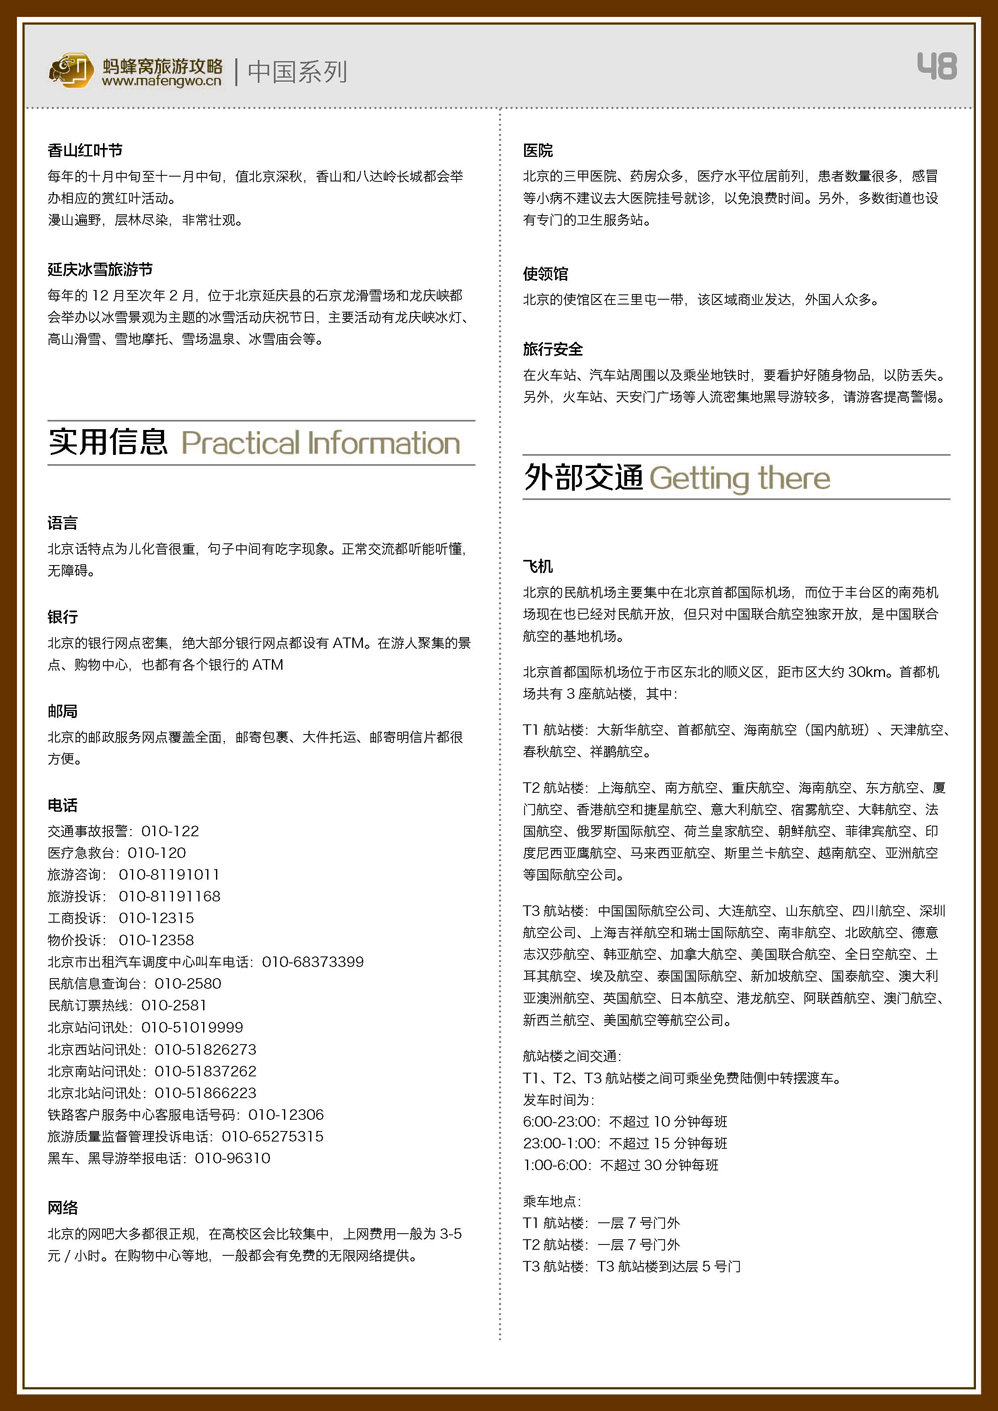 蚂蜂窝旅游攻略
www.mafengwo.cn
中国系列
48
香山红叶节
每年的十月中旬至十一月中旬，值北京深秋，香山和八达岭长城都会举
办相应的赏红叶活动。
漫山遍野，层林尽染，非常壮观。
延庆冰雪旅游节
每年的 12 月至次年 2 月，位于北京延庆县的石京龙滑雪场和龙庆峡都
会举办以冰雪景观为主题的冰雪活动庆祝节日，主要活动有龙庆峡冰灯、
高山滑雪、雪地摩托、雪场温泉、冰雪庙会等。
实用信息 Practical Information
语言
北京话特点为儿化音很重，句子中间有吃字现象。正常交流都听能听懂，
无障碍。
银行
北京的银行网点密集，绝大部分银行网点都设有 ATM。在游人聚集的景
点、购物中心，也都有各个银行的 ATM
邮局
北京的邮政服务网点覆盖全面，邮寄包裹、大件托运、邮寄明信片都很
方便。
电话
交通事故报警：010-122
医疗急救台：010-120
旅游咨询： 010-81191011
旅游投诉： 010-81191168
工商投诉： 010-12315
物价投诉： 010-12358
北京市出租汽车调度中心叫车电话：010-68373399
民航信息查询台：010-2580
民航订票热线：010-2581
北京站问讯处：010-51019999
北京西站问讯处：010-51826273
北京南站问讯处：010-51837262
北京北站问讯处：010-51866223
铁路客户服务中心客服电话号码：010-12306
旅游质量监督管理投诉电话：010-65275315
黑车、黑导游举报电话：010-96310
网络
北京的网吧大多都很正规，在高校区会比较集中，上网费用一般为 3-5
元 / 小时。在购物中心等地，一般都会有免费的无限网络提供。
医院
北京的三甲医院、药房众多，医疗水平位居前列，患者数量很多，感冒
等小病不建议去大医院挂号就诊，以免浪费时间。另外，多数街道也设
有专门的卫生服务站。
使领馆
北京的使馆区在三里屯一带，该区域商业发达，外国人众多。
旅行安全
在火车站、汽车站周围以及乘坐地铁时，要看护好随身物品，以防丢失。
另外，火车站、天安门广场等人流密集地黑导游较多，请游客提高警惕。
外部交通 Getting there
飞机
北京的民航机场主要集中在北京首都国际机场，而位于丰台区的南苑机
场现在也已经对民航开放，但只对中国联合航空独家开放，是中国联合
航空的基地机场。
北京首都国际机场位于市区东北的顺义区，距市区大约 30km。首都机
场共有 3 座航站楼，其中：
T1 航站楼：大新华航空、首都航空、海南航空（国内航班）、天津航空、
春秋航空、祥鹏航空。
T2 航站楼：上海航空、南方航空、重庆航空、海南航空、东方航空、厦
门航空、香港航空和捷星航空、意大利航空、宿雾航空、大韩航空、法
国航空、俄罗斯国际航空、荷兰皇家航空、朝鲜航空、菲律宾航空、印
度尼西亚鹰航空、马来西亚航空、斯里兰卡航空、越南航空、亚洲航空
等国际航空公司。
T3 航站楼：中国国际航空公司、大连航空、山东航空、四川航空、深圳
航空公司、上海吉祥航空和瑞士国际航空、南非航空、北欧航空、德意
志汉莎航空、韩亚航空、加拿大航空、美国联合航空、全日空航空、土
耳其航空、埃及航空、泰国国际航空、新加坡航空、国泰航空、澳大利
亚澳洲航空、英国航空、日本航空、港龙航空、阿联酋航空、澳门航空、
新西兰航空、美国航空等航空公司。
航站楼之间交通：
T1、T2、T3 航站楼之间可乘坐免费陆侧中转摆渡车。
发车时间为：
6:00-23:00：不超过 10 分钟每班
23:00-1:00：不超过 15 分钟每班
1:00-6:00：不超过 30 分钟每班
乘车地点：
T1 航站楼：一层 7 号门外
T2 航站楼：一层 7 号门外
T3 航站楼：T3 航站楼到达层 5 号门